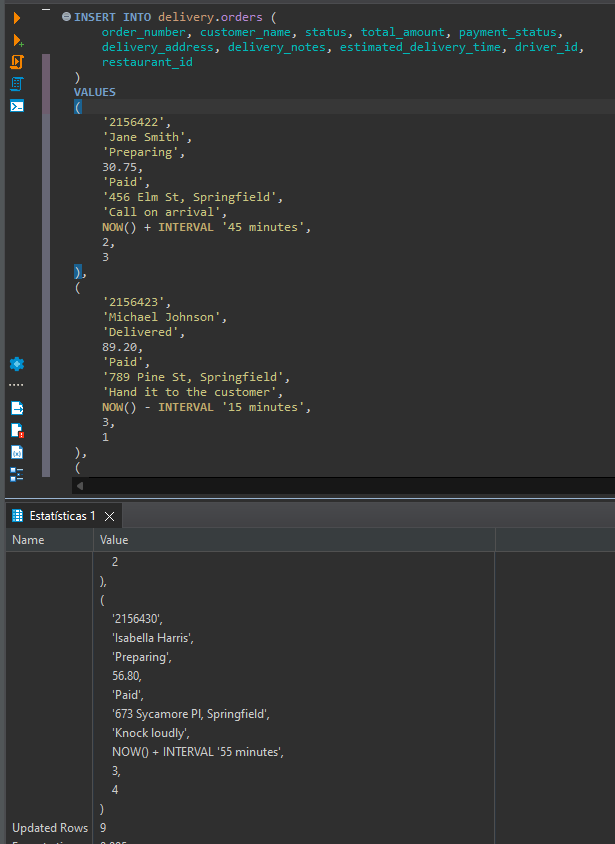 INSERT INTO delivery.orders (
order_number, customer_name, status, total_amount, payment_status,
delivery_address, delivery_notes, estimated_delivery_time, driver_id,
restaurant_id
)
VALUES
(
'2156422',
'Jane Smith',
'Preparing',
30.75,
'Paid',
'456 Elm St, Springfield',
'Call on arrival',
NOW() + INTERVAL '45 minutes',
2,
3
),
(
'2156423',
'Michael Johnson',
'Delivered',
89.20,
'Paid',
'789 Pine St, Springfield',
'Hand it to the customer',
NOW() - INTERVAL '15 minutes',
3,
1
),
(
Estatísticas 1
Name Value
2
),
(
'2156430',
'Isabella Harris',
'Preparing',
56.80,
'Paid',
'673 Sycamore Pl, Springfield',
'Knock loudly',
NOW() + INTERVAL '55 minutes',
3,
4
)
Updated Rows 9